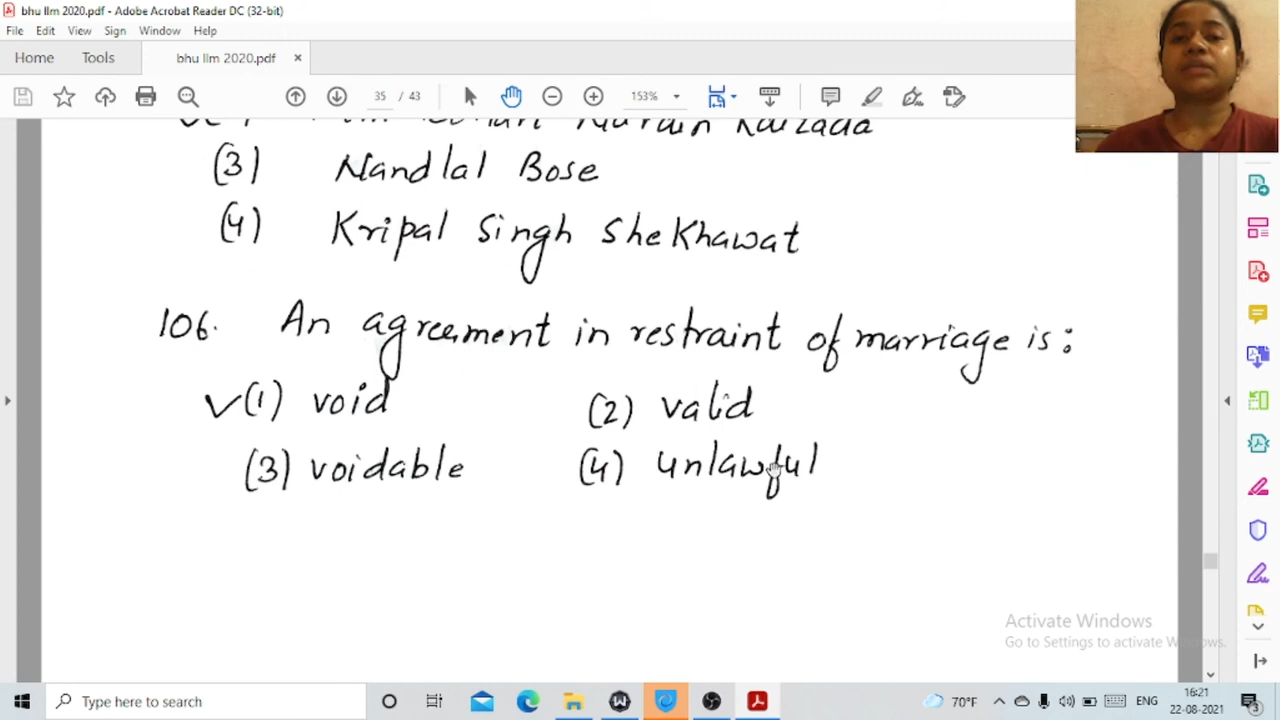 bhu llm 2020.pdf - Adobe Acrobat Reader DC (32-bit)
File Edit View Sign Window Help
Home Tools bhu llm 2020.pdf ×
35 / 43 153%
Narain Raizada
(3) Nandlal Bose
(4) Kripal Singh Shekhawat
106. An agreement in restraint of marriage is:
(1) void (2) valid
(3) voidable (4) unlawful
Activate Windows
Go to Settings to activate Windows.
Type here to search 70°F ENG 16:21
22-08-2021 3